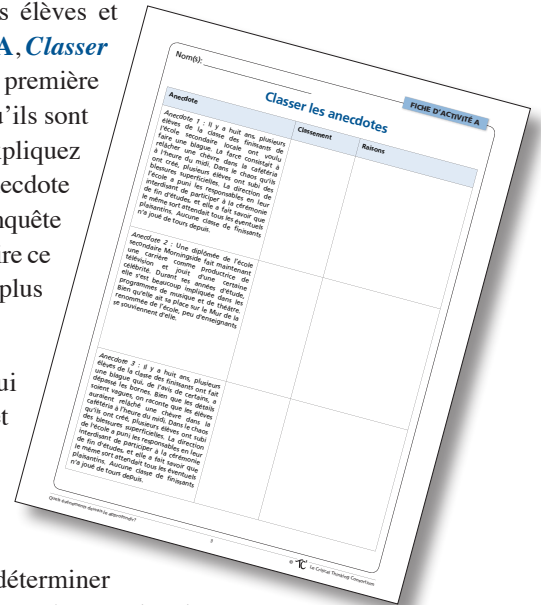 s élèves et
A, Classer
première
u'ils sont
pliquez
ecdote
nquête
ire ce
plus
ui
et
déterminer
Nom(s):
FICHE D'ACTIVITÉ A
Classer les anecdotes
Anecdote
Classement
Raisons
Anecdote 1 : Il y a huit ans, plusieurs
élèves de la classe des finissants de
l'école secondaire locale ont voulu
faire une blague. La farce consistait à
relâcher une chèvre dans la cafétéria
à l'heure du midi. Dans le chaos qu'ils
ont créé, plusieurs élèves ont subi des
blessures superficielles. La direction de
l'école a puni les responsables en leur
interdisant de participer à la cérémonie
de fin d'études, et elle a fait savoir que
le même sort attendait tous les éventuels
plaisantins. Aucune classe de finissants
n'a joué de tours depuis.
Anecdote 2 : Une diplômée de l'école
secondaire Morningside fait maintenant
une carrière comme productrice de
télévision et jouit d'une certaine
célébrité. Durant ses années d'étude,
elle s'est beaucoup impliquée dans les
programmes de musique et de théâtre.
Bien qu'elle ait sa place sur le Mur de la
renommée de l'école, peu d'enseignants
se souviennent d'elle.
Anecdote 3 : Il y a huit ans, plusieurs
élèves de la classe des finissants ont fait
une blague qui, de l'avis de certains, a
dépassé les bornes. Bien que les détails
soient vagues, on raconte que les élèves
auraient relâché une chèvre dans la
cafétéria à l'heure du midi. Dans le chaos
qu'ils ont créé, plusieurs élèves ont subi
des blessures superficielles. La direction
de l'école a puni les responsables en leur
interdisant de participer à la cérémonie
de fin d'études, et elle a fait savoir que
le même sort attendait tous les éventuels
plaisantins. Aucune classe de finissants
n'a joué de tours depuis.
3
© TC Le Critical Thinking Consortium